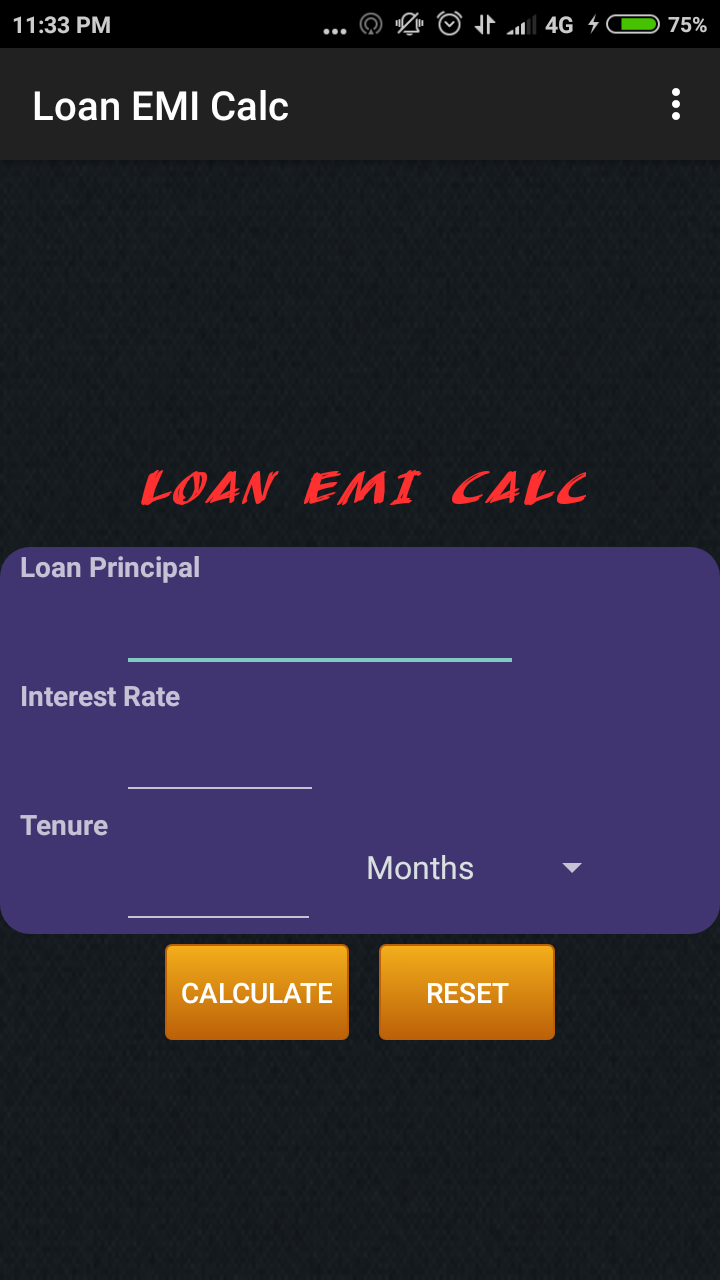 11:33 PM ... 4G 75%
Loan EMI Calc
LOAN EMI CALC
Loan Principal
Interest Rate
Tenure
Months
CALCULATE RESET